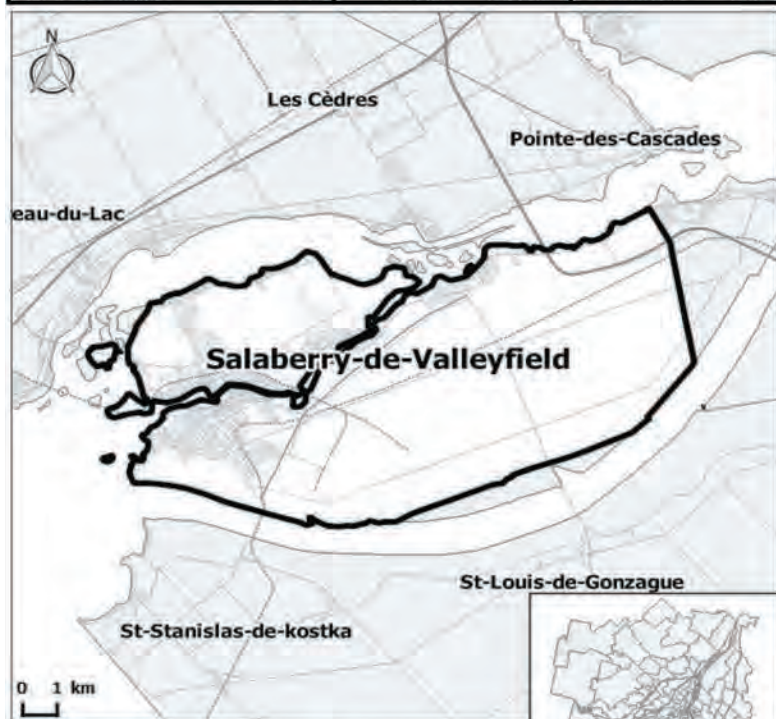 N
Les Cèdres
Pointe-des-Cascades
eau-du-Lac
Salaberry-de-Valleyfield
St-Louis-de-Gonzague
St-Stanislas-de-kostka
0 1 km